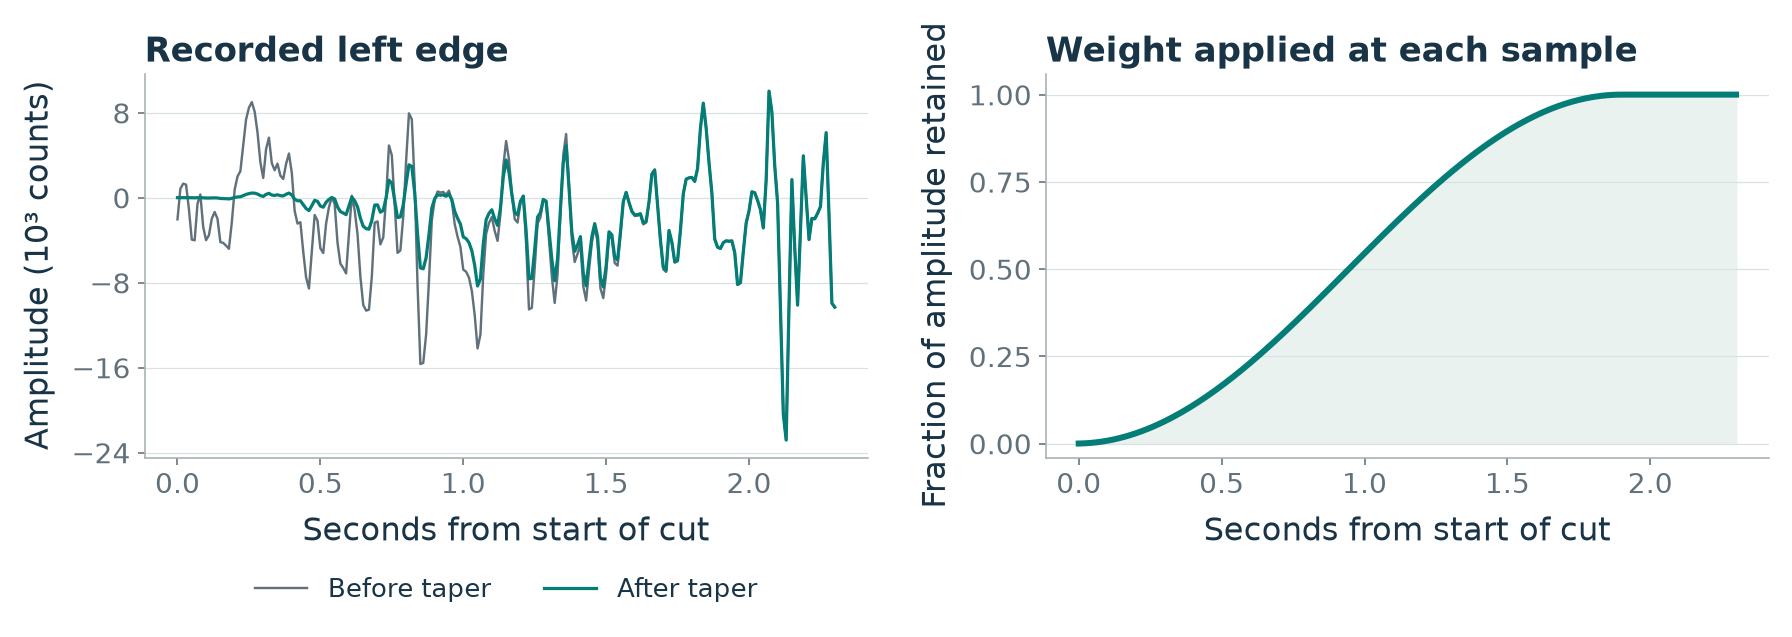 Recorded left edge
Amplitude (10³ counts)
8
0
−8
−16
−24
0.0 0.5 1.0 1.5 2.0
Seconds from start of cut
Before taper After taper
Weight applied at each sample
Fraction of amplitude retained
1.00
0.75
0.50
0.25
0.00
0.0 0.5 1.0 1.5 2.0
Seconds from start of cut